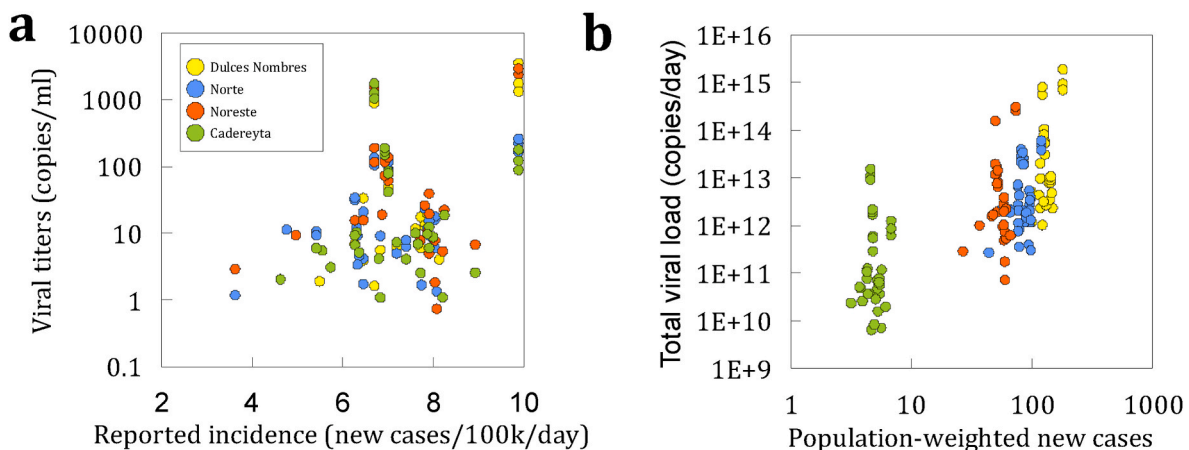 a
Viral titers (copies/ml)
10000
1000
100
10
1
0.1
Dulces Nombres
Norte
Noreste
Cadereyta
2 4 6 8 10
Reported incidence (new cases/100k/day)
b
Total viral load (copies/day)
1E+16
1E+15
1E+14
1E+13
1E+12
1E+11
1E+10
1E+9
1 10 100 1000
Population-weighted new cases